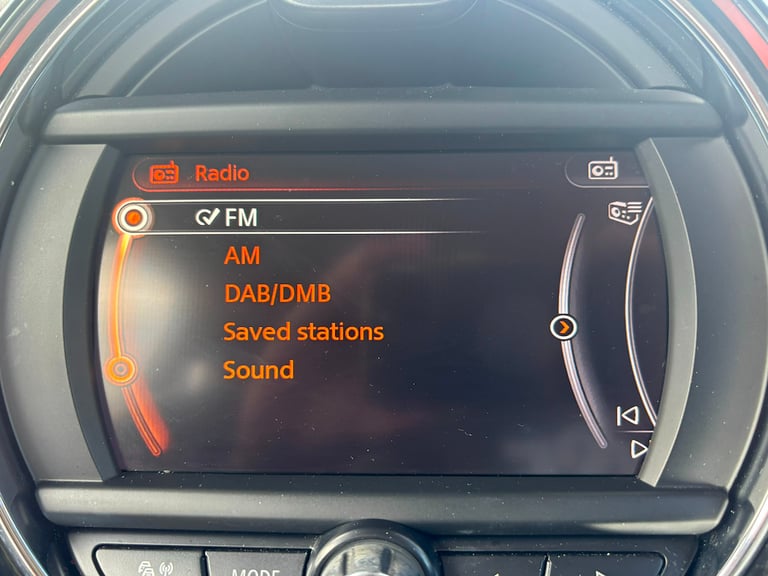 Radio
FM
AM
DAB/DMB
Saved stations
Sound
MODE